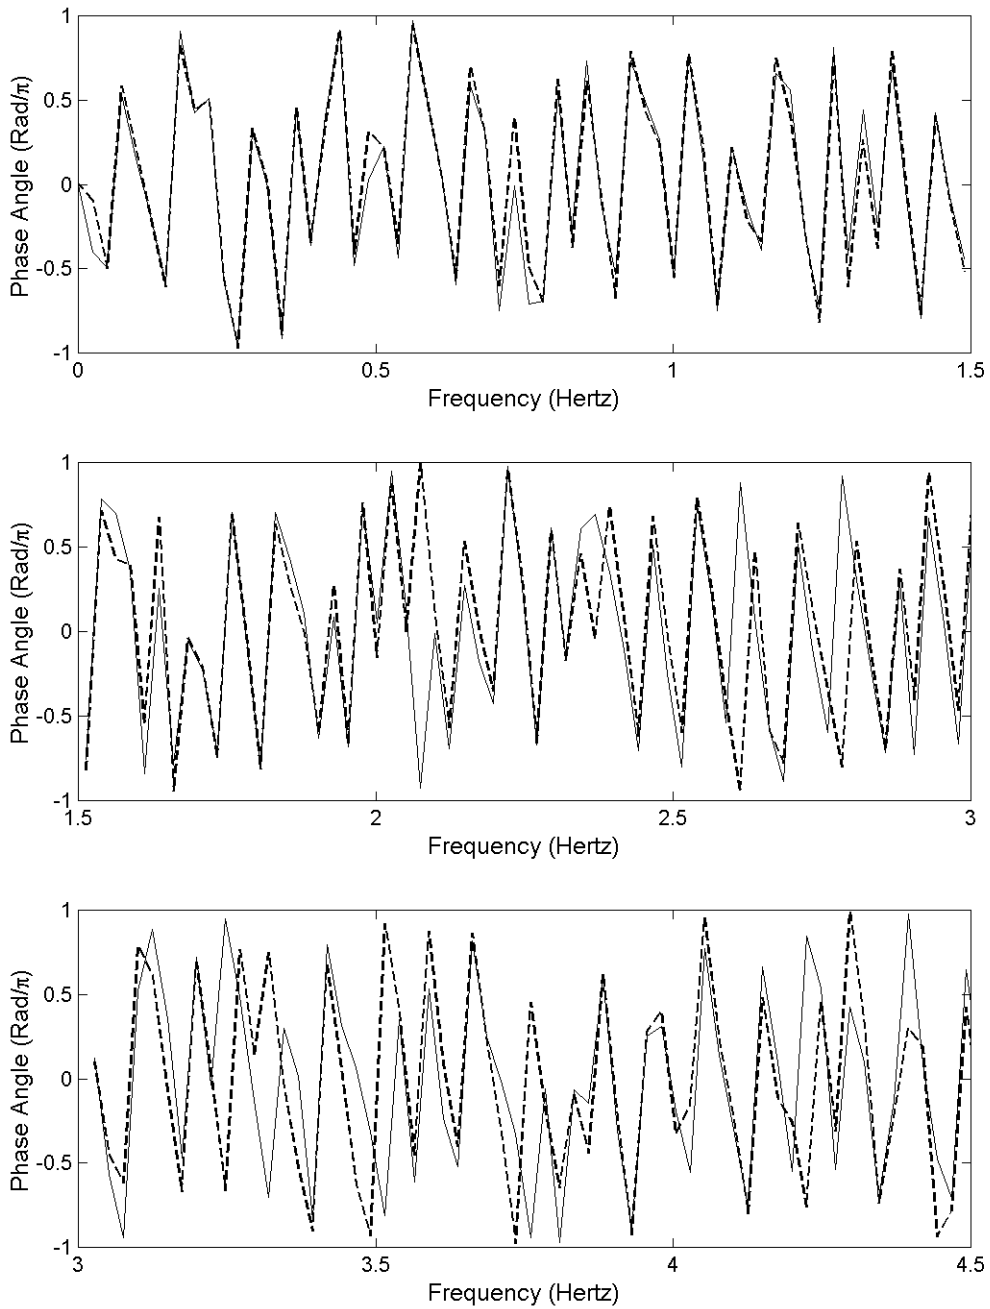 1
0.5
0
-0.5
-1
Phase Angle (Rad/π)
0 0.5 1 1.5
Frequency (Hertz)
1
0.5
0
-0.5
-1
Phase Angle (Rad/π)
1.5 2 2.5 3
Frequency (Hertz)
1
0.5
0
-0.5
-1
Phase Angle (Rad/π)
3 3.5 4 4.5
Frequency (Hertz)